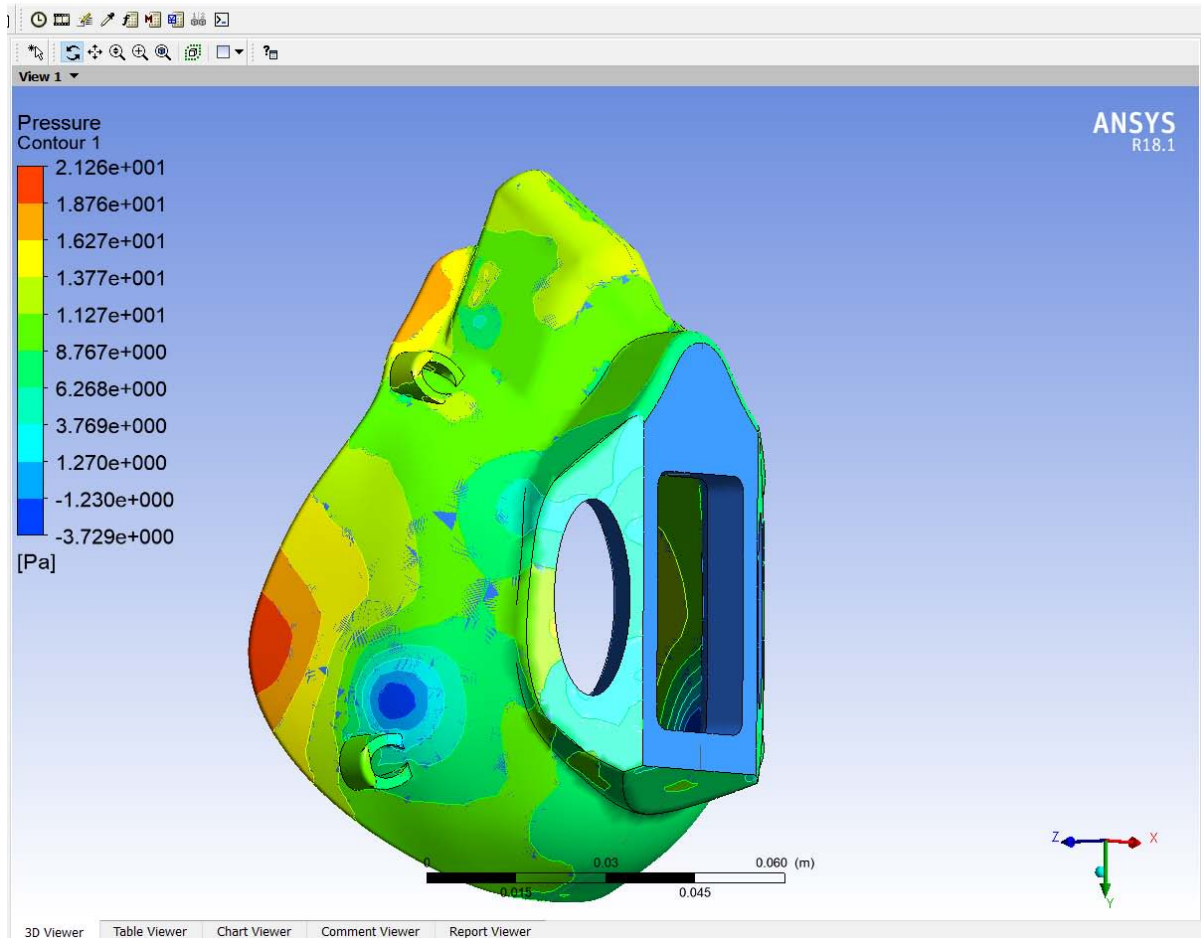 View 1
ANSYS
R18.1
Pressure
Contour 1
2.126e+001
1.876e+001
1.627e+001
1.377e+001
1.127e+001
8.767e+000
6.268e+000
3.769e+000
1.270e+000
-1.230e+000
-3.729e+000
[Pa]
0 0.03 0.060 (m)
0.015 0.045
Z X
Y
3D Viewer Table Viewer Chart Viewer Comment Viewer Report Viewer